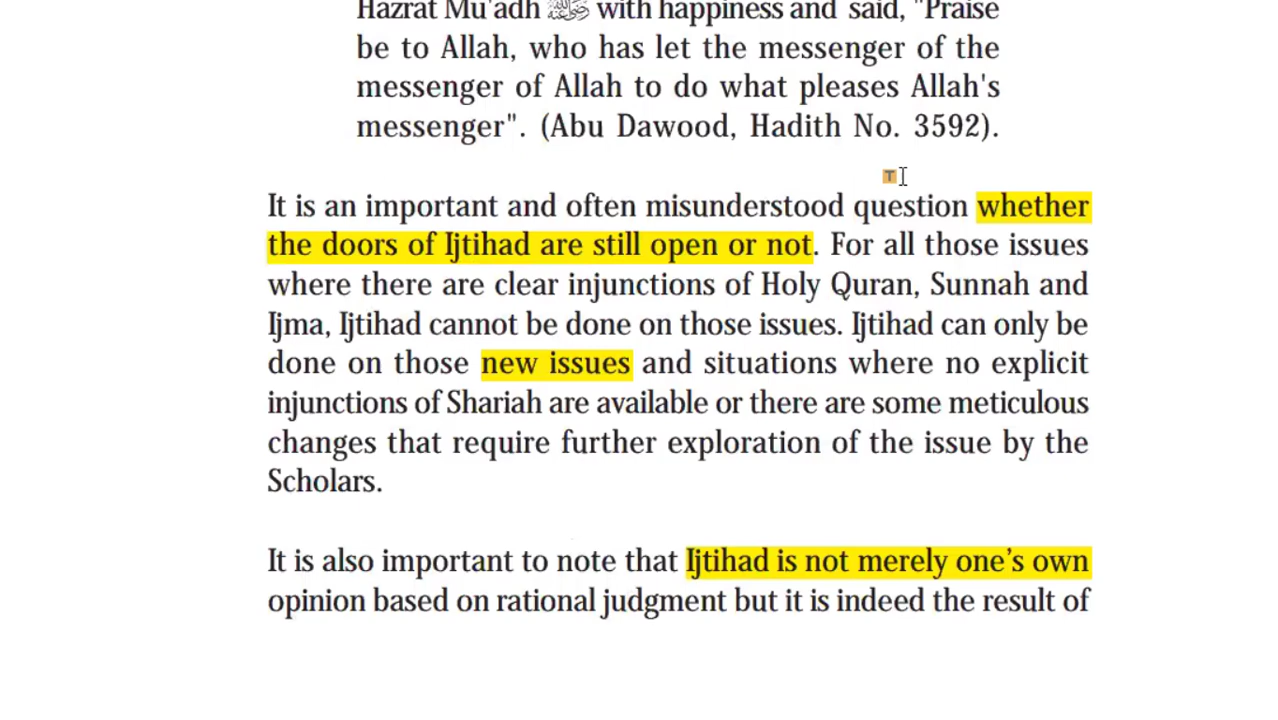 Hazrat Mu'adh ﷺ with happiness and said, "Praise
be to Allah, who has let the messenger of the
messenger of Allah to do what pleases Allah's
messenger". (Abu Dawood, Hadith No. 3592).
T
It is an important and often misunderstood question whether
the doors of Ijtihad are still open or not. For all those issues
where there are clear injunctions of Holy Quran, Sunnah and
Ijma, Ijtihad cannot be done on those issues. Ijtihad can only be
done on those new issues and situations where no explicit
injunctions of Shariah are available or there are some meticulous
changes that require further exploration of the issue by the
Scholars.
It is also important to note that Ijtihad is not merely one’s own
opinion based on rational judgment but it is indeed the result of